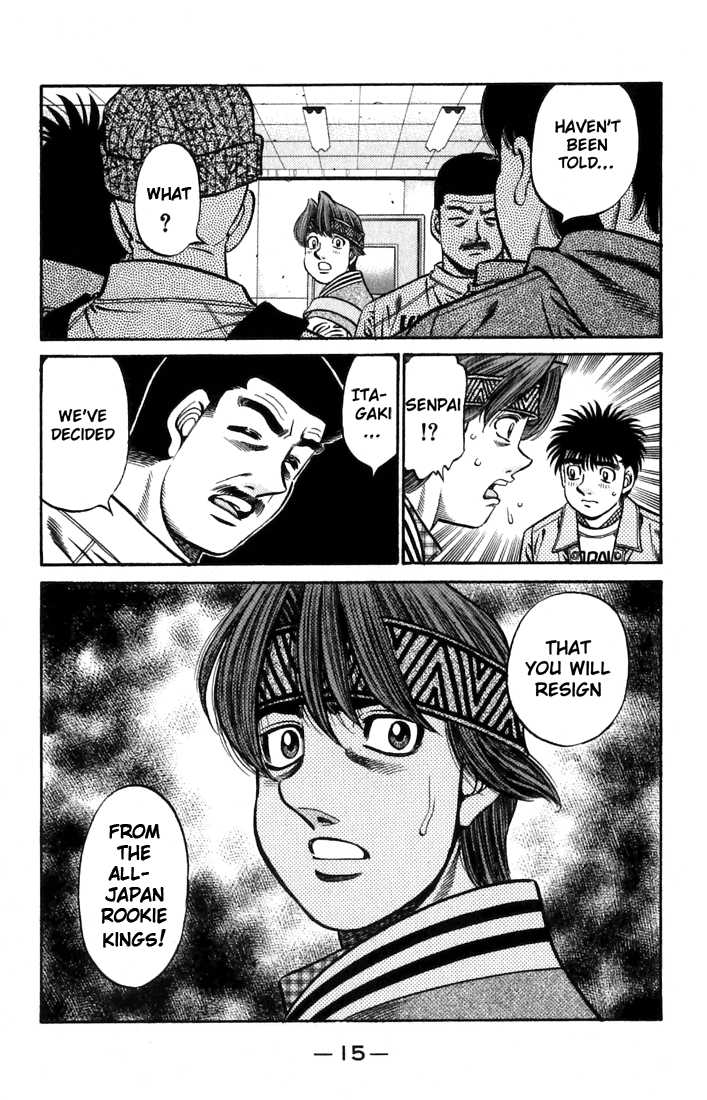 HAVEN'T
BEEN
TOLD...
WHAT
?
SENPAI
!?
ITA-
GAKI
...
WE'VE
DECIDED
THAT
YOU WILL
RESIGN
FROM
THE
ALL-
JAPAN
ROOKIE
KINGS!
—15—